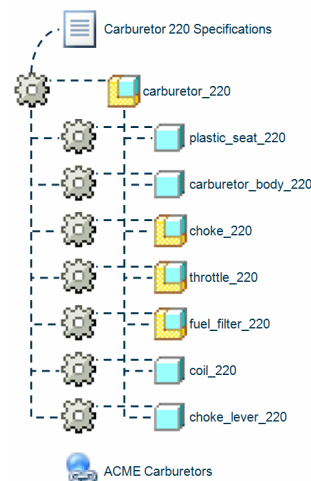 Carburetor 220 Specifications
carburetor_220
plastic_seat_220
carburetor_body_220
choke_220
throttle_220
fuel_filter_220
coil_220
choke_lever_220
ACME Carburetors